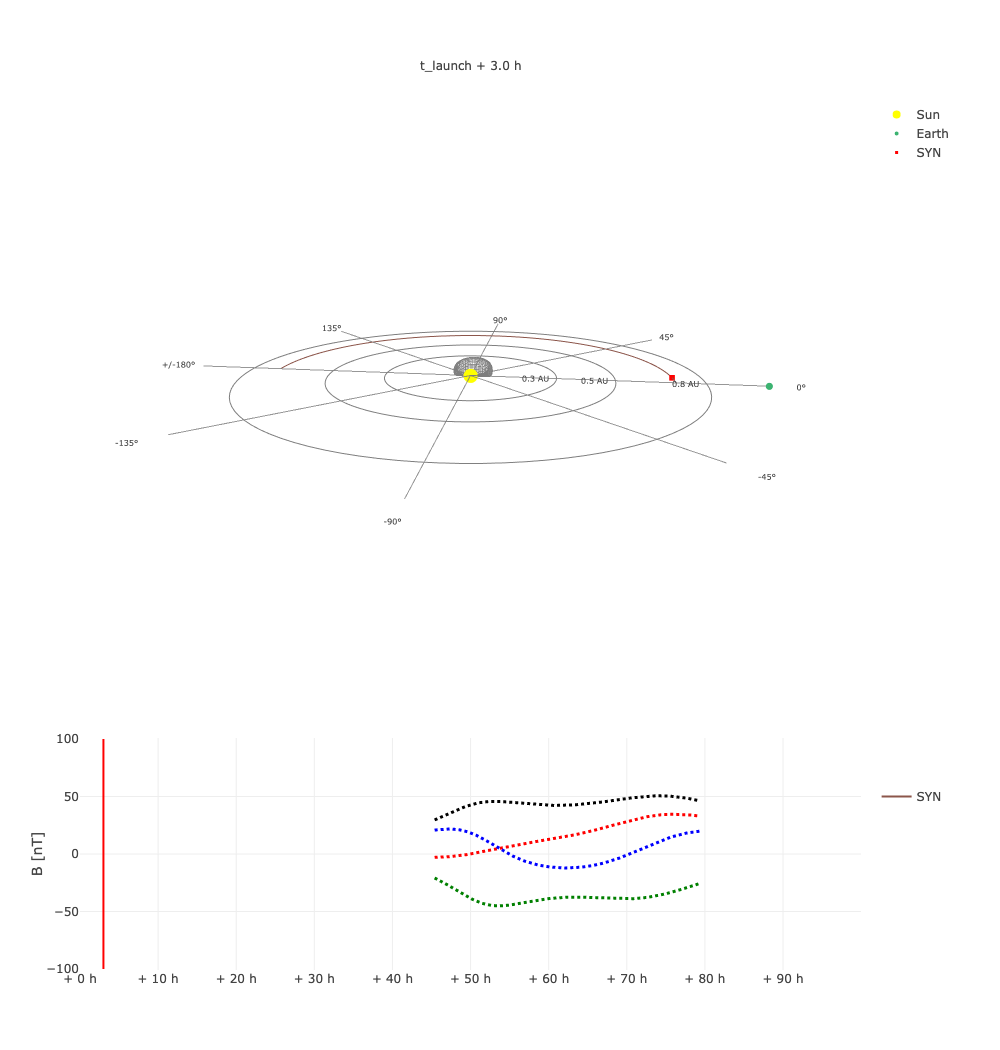 t_launch + 3.0 h
Sun
Earth
SYN
90°
135°
45°
+/-180°
0.3 AU
0.5 AU
0.8 AU
0°
-135°
-45°
-90°
100
50
SYN
0
B [nT]
−50
−100
+ 0 h
+ 10 h
+ 20 h
+ 30 h
+ 40 h
+ 50 h
+ 60 h
+ 70 h
+ 80 h
+ 90 h